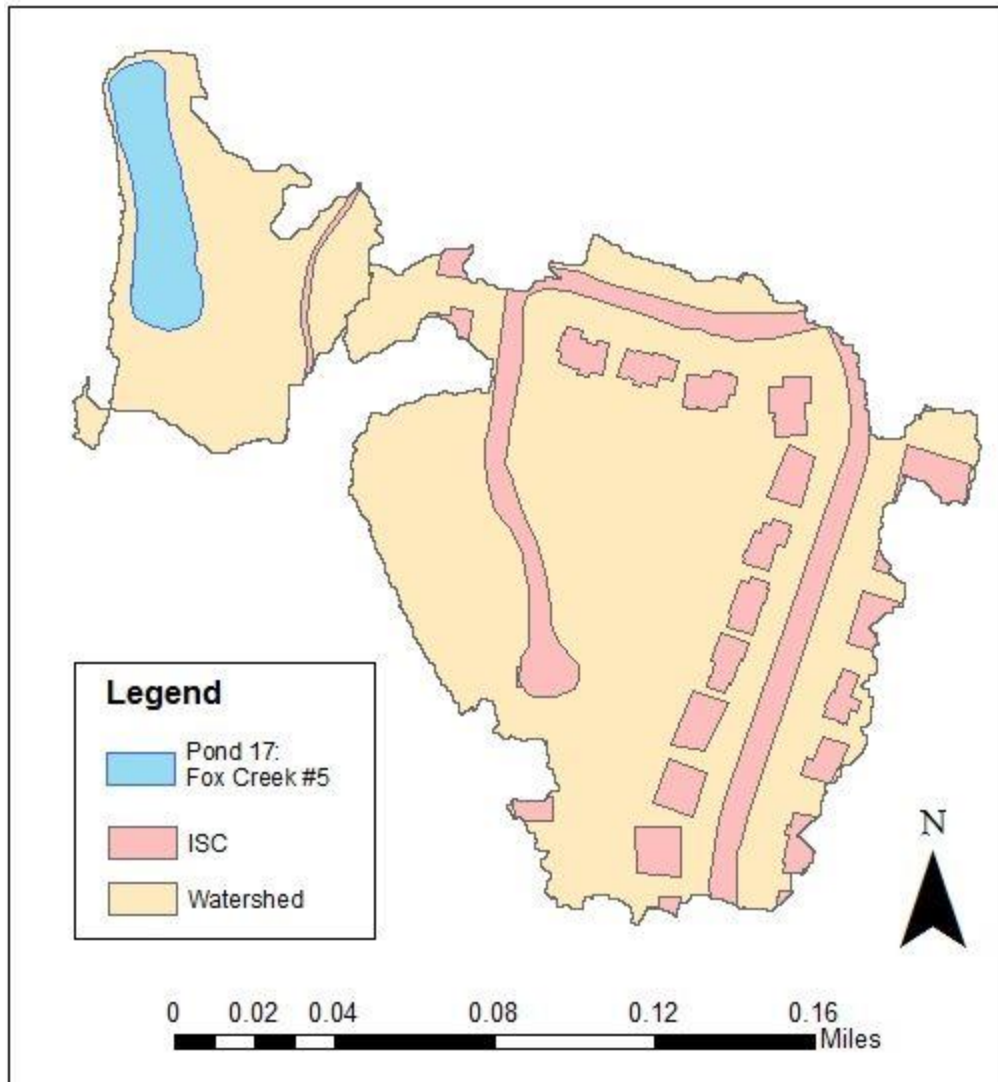 Legend
Pond 17:
Fox Creek #5
ISC
Watershed
N
0 0.02 0.04 0.08 0.12 0.16
Miles